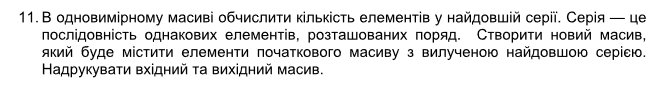 11. В одновимірному масиві обчислити кількість елементів у найдовшій серії. Серія — це
послідовність однакових елементів, розташованих поряд. Створити новий масив,
який буде містити елементи початкового масиву з вилученою найдовшою серією.
Надрукувати вхідний та вихідний масив.